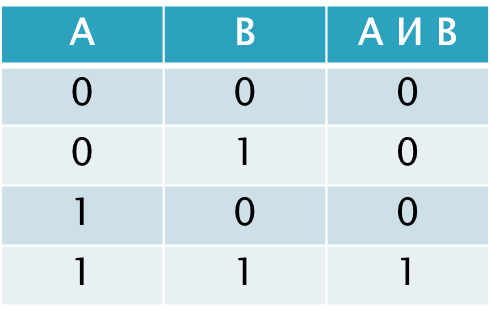 А В А И В
0 0 0
0 1 0
1 0 0
1 1 1